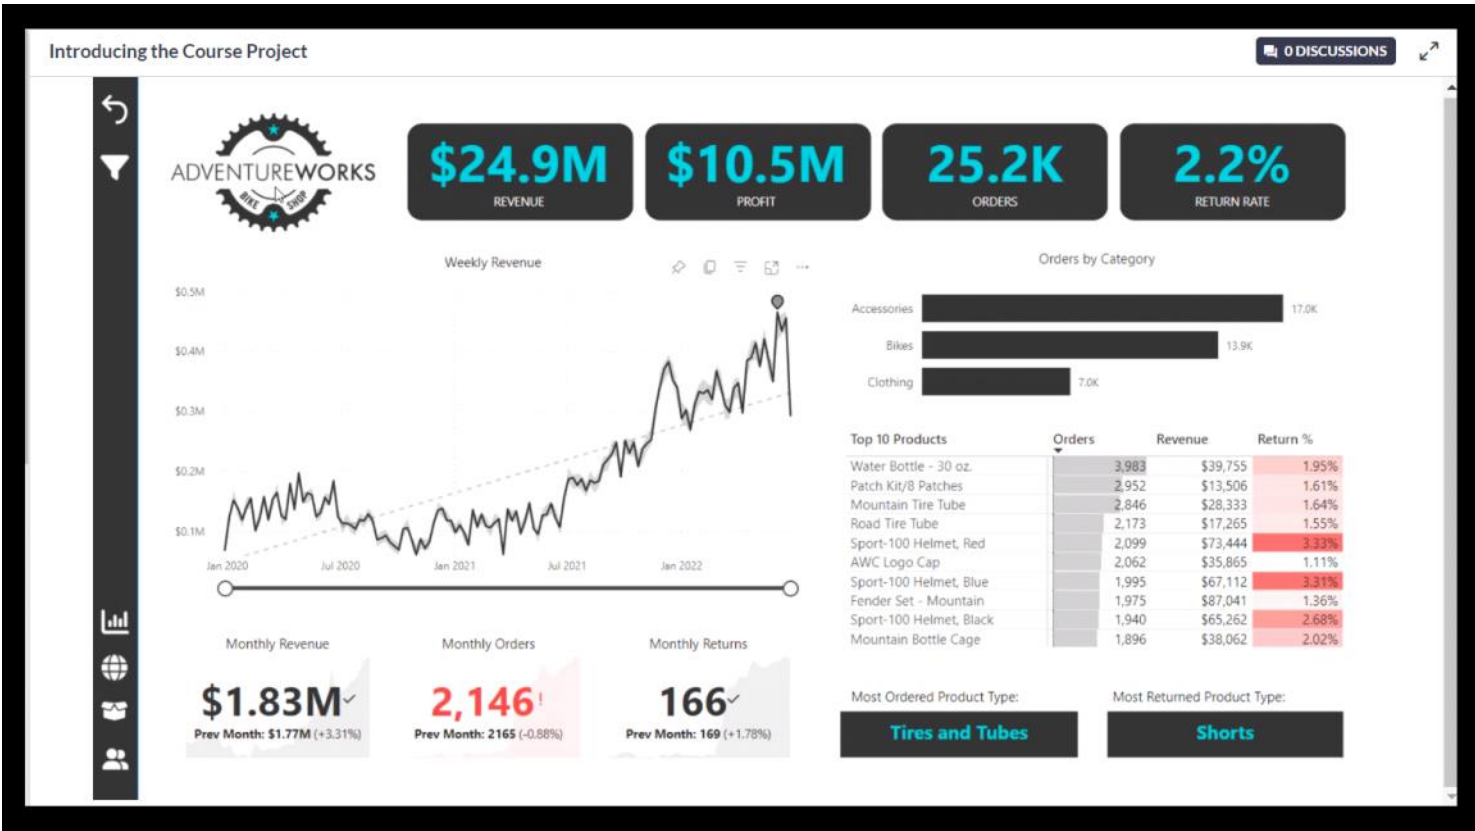 Introducing the Course Project
0 DISCUSSIONS
ADVENTUREWORKS
BIKE SHOP
$24.9M
REVENUE
$10.5M
PROFIT
25.2K
ORDERS
2.2%
RETURN RATE
Weekly Revenue
$0.5M
$0.4M
$0.3M
$0.2M
$0.1M
Jan 2020 Jul 2020 Jan 2021 Jul 2021 Jan 2022
Orders by Category
Accessories 17.0K
Bikes 13.9K
Clothing 7.0K
Top 10 Products Orders Revenue Return %
Water Bottle - 30 oz. 3,983 $39,755 1.95%
Patch Kit/8 Patches 2,952 $13,506 1.61%
Mountain Tire Tube 2,846 $28,333 1.64%
Road Tire Tube 2,173 $17,265 1.55%
Sport-100 Helmet, Red 2,099 $73,444 3.33%
AWC Logo Cap 2,062 $35,865 1.11%
Sport-100 Helmet, Blue 1,995 $67,112 3.31%
Fender Set - Mountain 1,975 $87,041 1.36%
Sport-100 Helmet, Black 1,940 $65,262 2.68%
Mountain Bottle Cage 1,896 $38,062 2.02%
Monthly Revenue
$1.83M
Prev Month: $1.77M (+3.31%)
Monthly Orders
2,146!
Prev Month: 2165 (-0.88%)
Monthly Returns
166
Prev Month: 169 (+1.78%)
Most Ordered Product Type:
Tires and Tubes
Most Returned Product Type:
Shorts